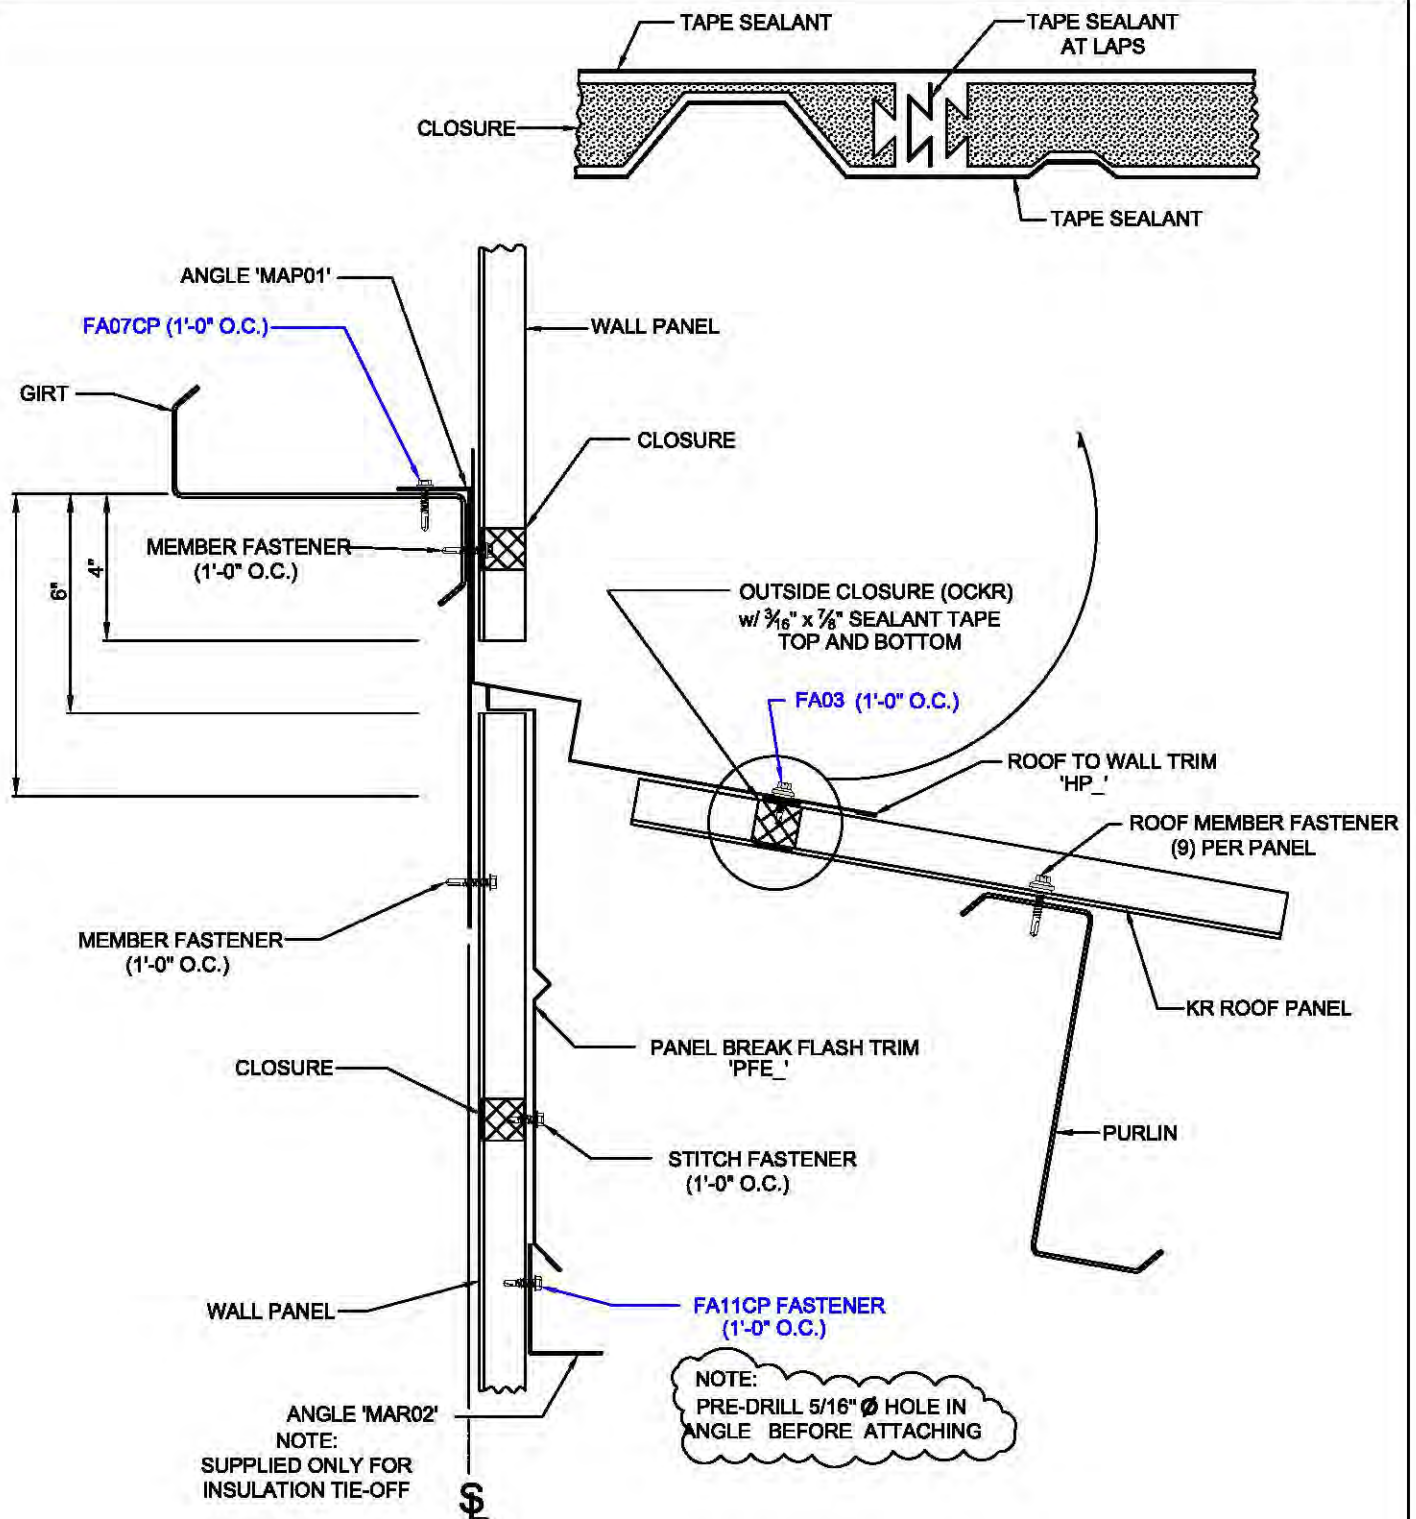 TAPE SEALANT
TAPE SEALANT
AT LAPS
CLOSURE
TAPE SEALANT
ANGLE 'MAP01'
FA07CP (1'-0" O.C.)
WALL PANEL
GIRT
CLOSURE
MEMBER FASTENER
(1'-0" O.C.)
6"
4"
OUTSIDE CLOSURE (OCKR)
w/ 3/16" x 7/8" SEALANT TAPE
TOP AND BOTTOM
FA03 (1'-0" O.C.)
ROOF TO WALL TRIM
'HP_'
ROOF MEMBER FASTENER
(9) PER PANEL
MEMBER FASTENER
(1'-0" O.C.)
KR ROOF PANEL
PANEL BREAK FLASH TRIM
'PFE_'
CLOSURE
PURLIN
STITCH FASTENER
(1'-0" O.C.)
WALL PANEL
FA11CP FASTENER
(1'-0" O.C.)
NOTE:
PRE-DRILL 5/16" Ø HOLE IN
ANGLE BEFORE ATTACHING
ANGLE 'MAR02'
NOTE:
SUPPLIED ONLY FOR
INSULATION TIE-OFF